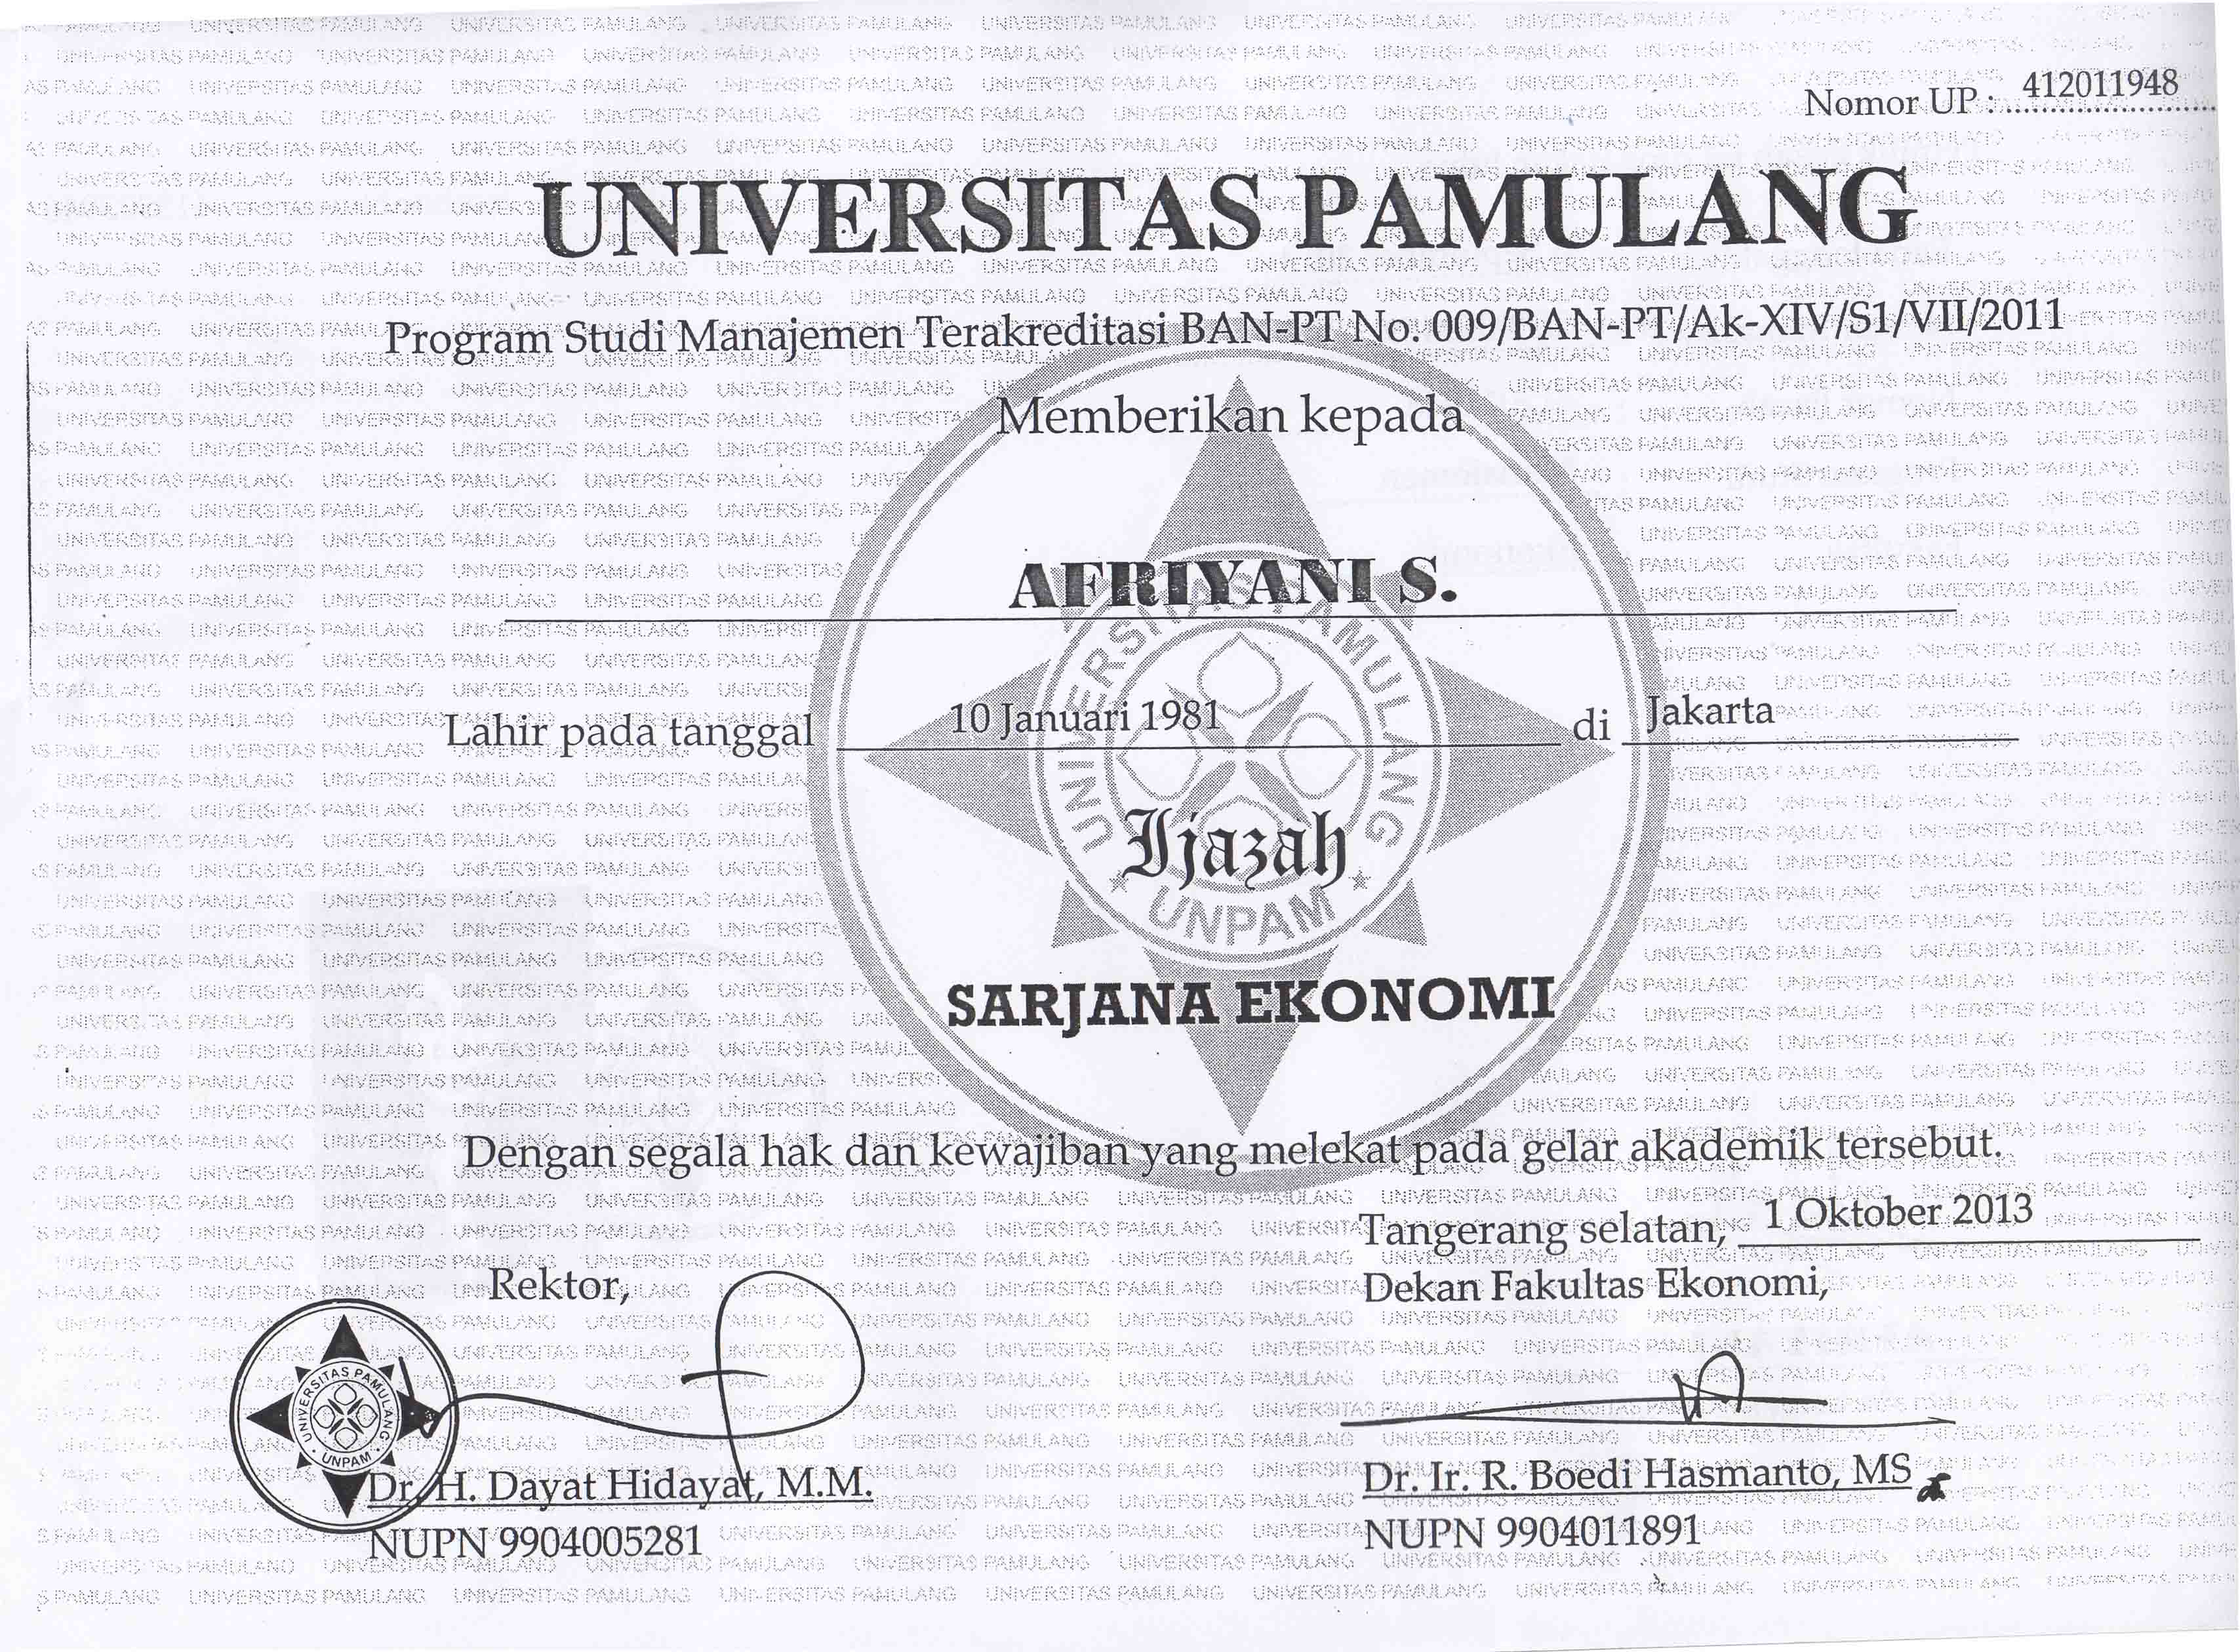 Nomor UP : 412011948
UNIVERSITAS PAMULANG
Program Studi Manajemen Terakreditasi BAN-PT No. 009/BAN-PT/Ak-XIV/S1/VII/2011
Memberikan kepada
AFRIYANI S.
Lahir pada tanggal 10 Januari 1981 di Jakarta
UNIVERSITAS PAMULANG
Ijazah
UNPAM
SARJANA EKONOMI
Dengan segala hak dan kewajiban yang melekat pada gelar akademik tersebut.
Tangerang selatan, 1 Oktober 2013
Rektor,
Dekan Fakultas Ekonomi,
UNIVERSITAS PAMULANG
UNPAM
Dr. H. Dayat Hidayat, M.M.
Dr. Ir. R. Boedi Hasmanto, MS
NUPN 9904005281
NUPN 9904011891